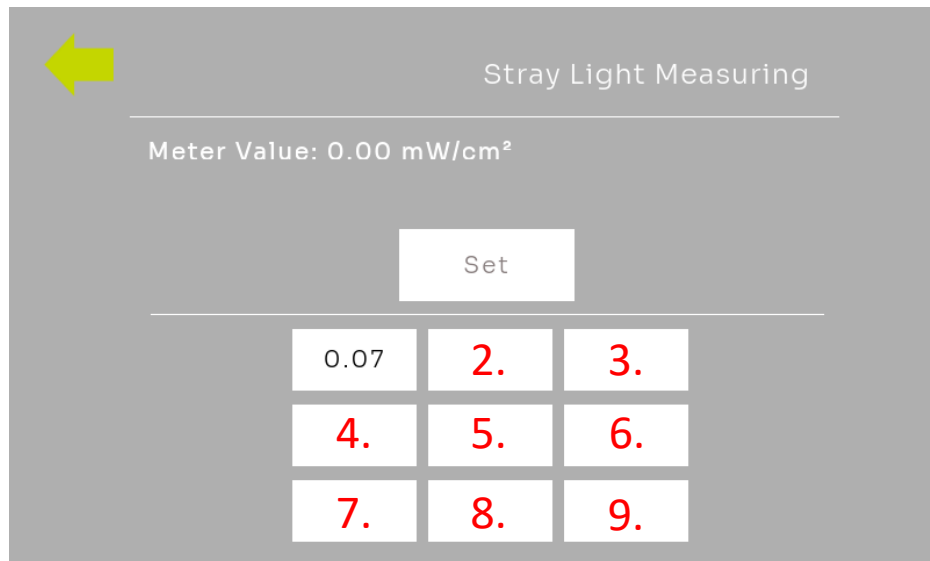 Stray Light Measuring
Meter Value: 0.00 mW/cm²
Set
0.07 2. 3.
4. 5. 6.
7. 8. 9.